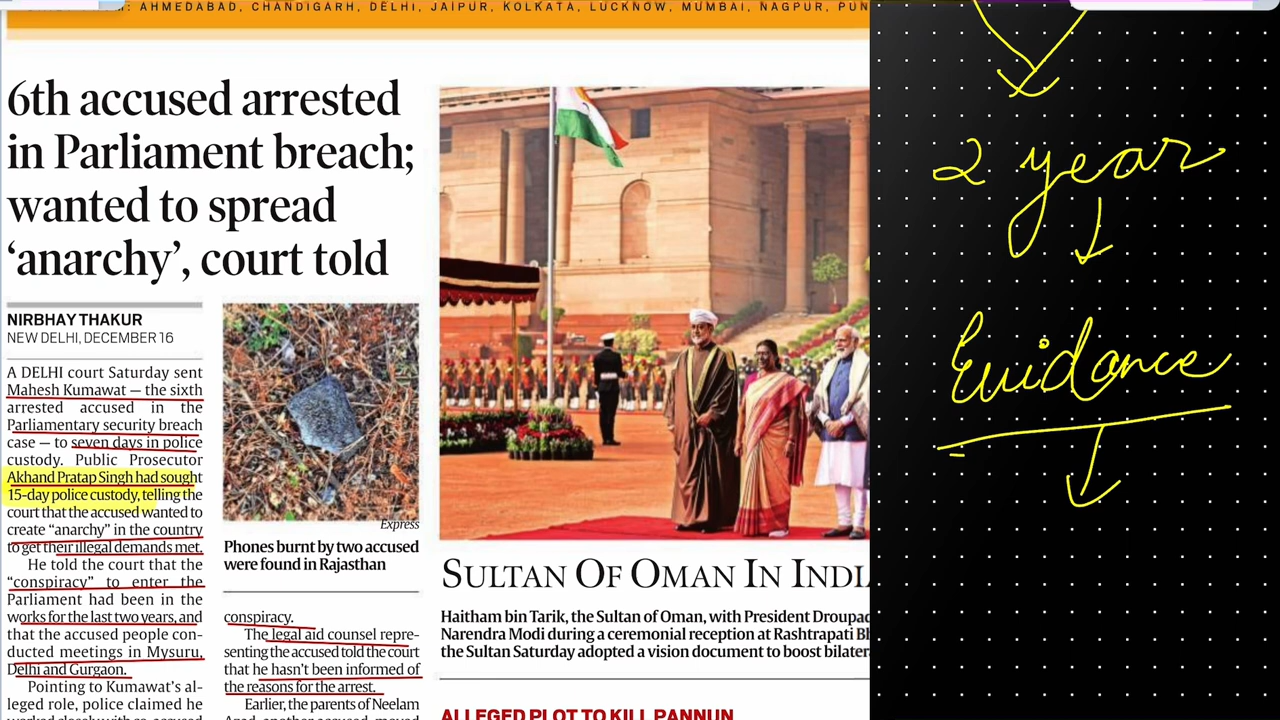 : AHMEDABAD, CHANDIGARH, DELHI, JAIPUR, KOLKATA, LUCKNOW, MUMBAI, NAGPUR, PUN
6th accused arrested
in Parliament breach;
wanted to spread
‘anarchy’, court told
NIRBHAY THAKUR
NEW DELHI, DECEMBER 16
A DELHI court Saturday sent
Mahesh Kumawat — the sixth
arrested accused in the
Parliamentary security breach
case — to seven days in police
custody. Public Prosecutor
Akhand Pratap Singh had sought
15-day police custody, telling the
court that the accused wanted to
create “anarchy” in the country
to get their illegal demands met.
He told the court that the
“conspiracy” to enter the
Parliament had been in the
works for the last two years, and
that the accused people con-
ducted meetings in Mysuru,
Delhi and Gurgaon.
Pointing to Kumawat’s al-
leged role, police claimed he
Express
Phones burnt by two accused
were found in Rajasthan
conspiracy.
The legal aid counsel repre-
senting the accused told the court
that he hasn’t been informed of
the reasons for the arrest.
Earlier, the parents of Neelam
SULTAN OF OMAN IN INDI
Haitham bin Tarik, the Sultan of Oman, with President Droupad
Narendra Modi during a ceremonial reception at Rashtrapati Bh
the Sultan Saturday adopted a vision document to boost bilater
ALLEGED PLOT TO KILL PANNUN
2 year
Euidance